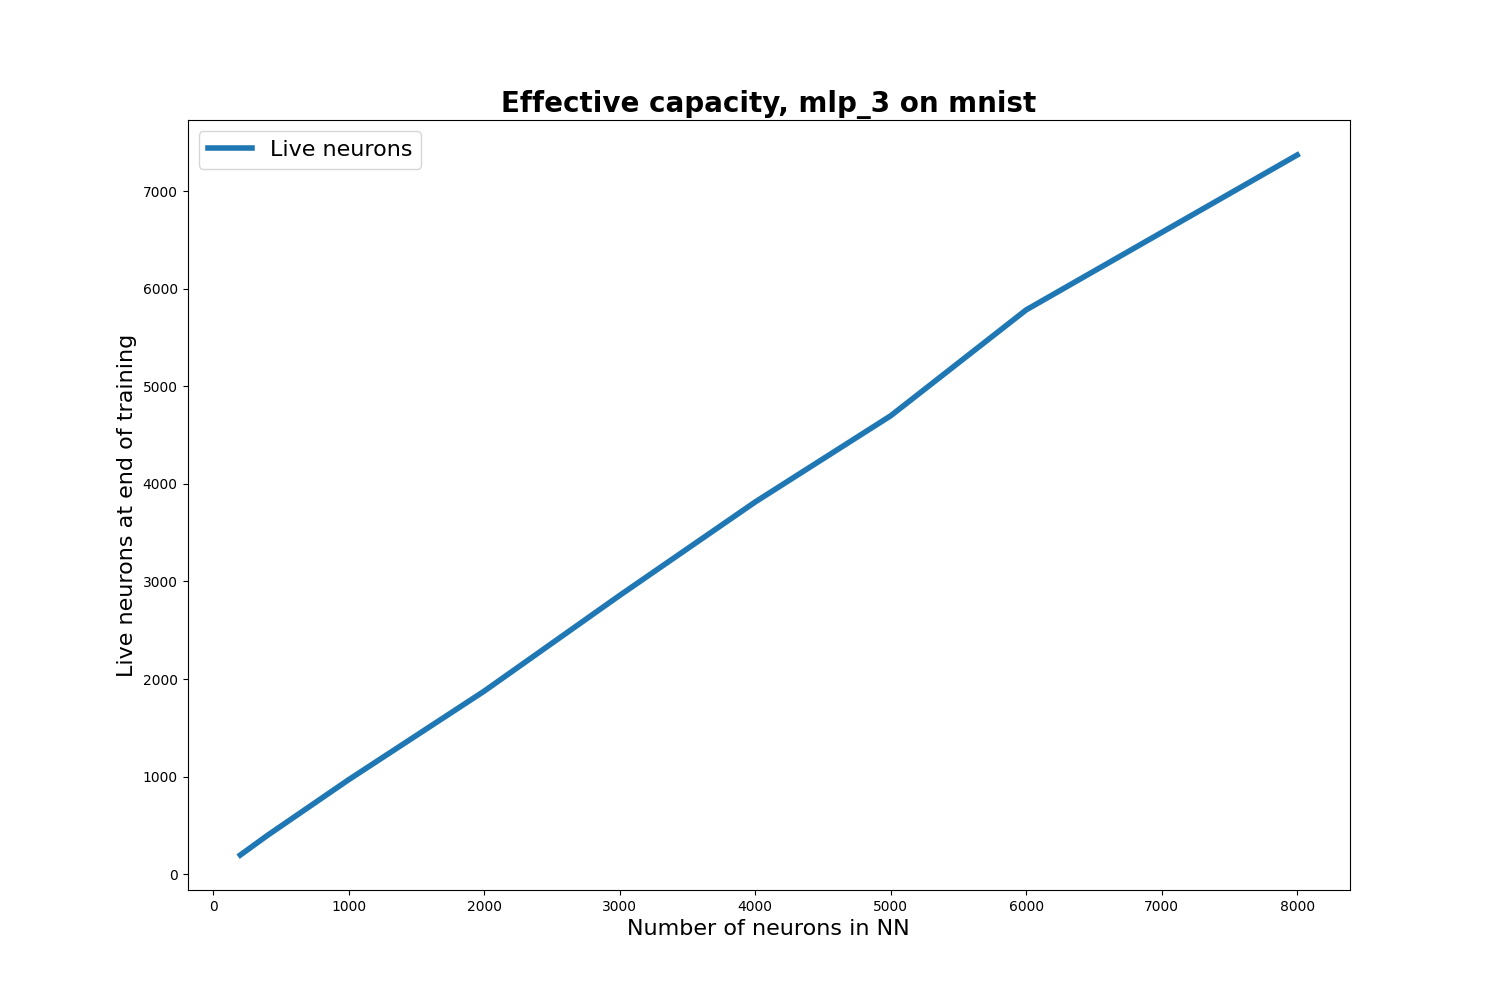 Effective capacity, mlp_3 on mnist
Live neurons
Live neurons at end of training
7000
6000
5000
4000
3000
2000
1000
0
0 1000 2000 3000 4000 5000 6000 7000 8000
Number of neurons in NN